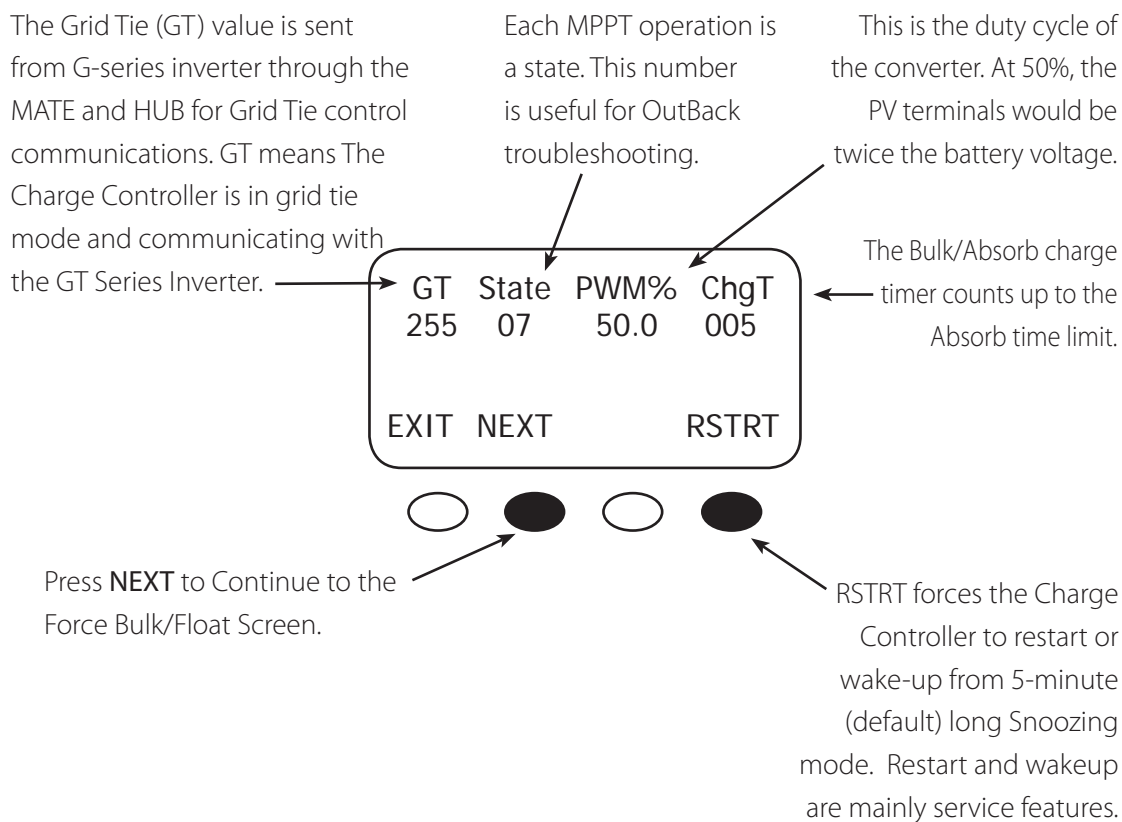 The Grid Tie (GT) value is sent
from G-series inverter through the
MATE and HUB for Grid Tie control
communications. GT means The
Charge Controller is in grid tie
mode and communicating with
the GT Series Inverter.
Each MPPT operation is
a state. This number
is useful for OutBack
troubleshooting.
This is the duty cycle of
the converter. At 50%, the
PV terminals would be
twice the battery voltage.
The Bulk/Absorb charge
timer counts up to the
Absorb time limit.
GT State PWM% ChgT
255 07 50.0 005
EXIT NEXT RSTRT
Press NEXT to Continue to the
Force Bulk/Float Screen.
RSTRT forces the Charge
Controller to restart or
wake-up from 5-minute
(default) long Snoozing
mode. Restart and wakeup
are mainly service features.